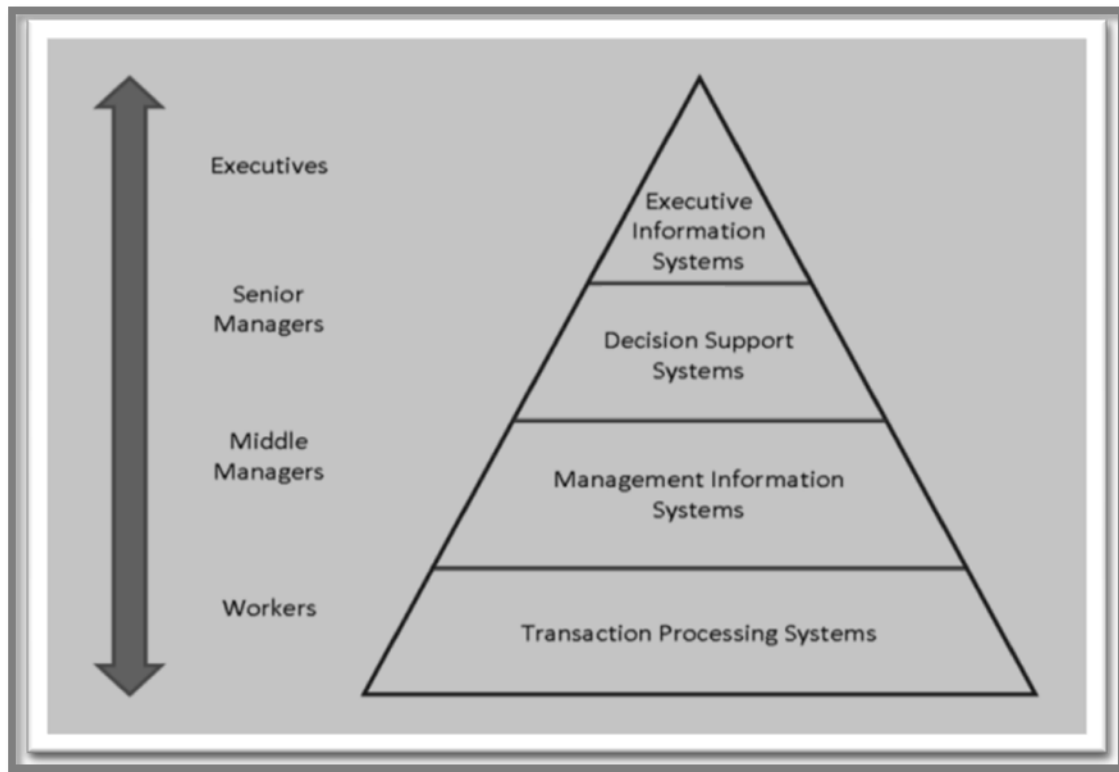 Executives
Executive
Information
Systems
Senior
Managers
Decision Support
Systems
Middle
Managers
Management Information
Systems
Workers
Transaction Processing Systems